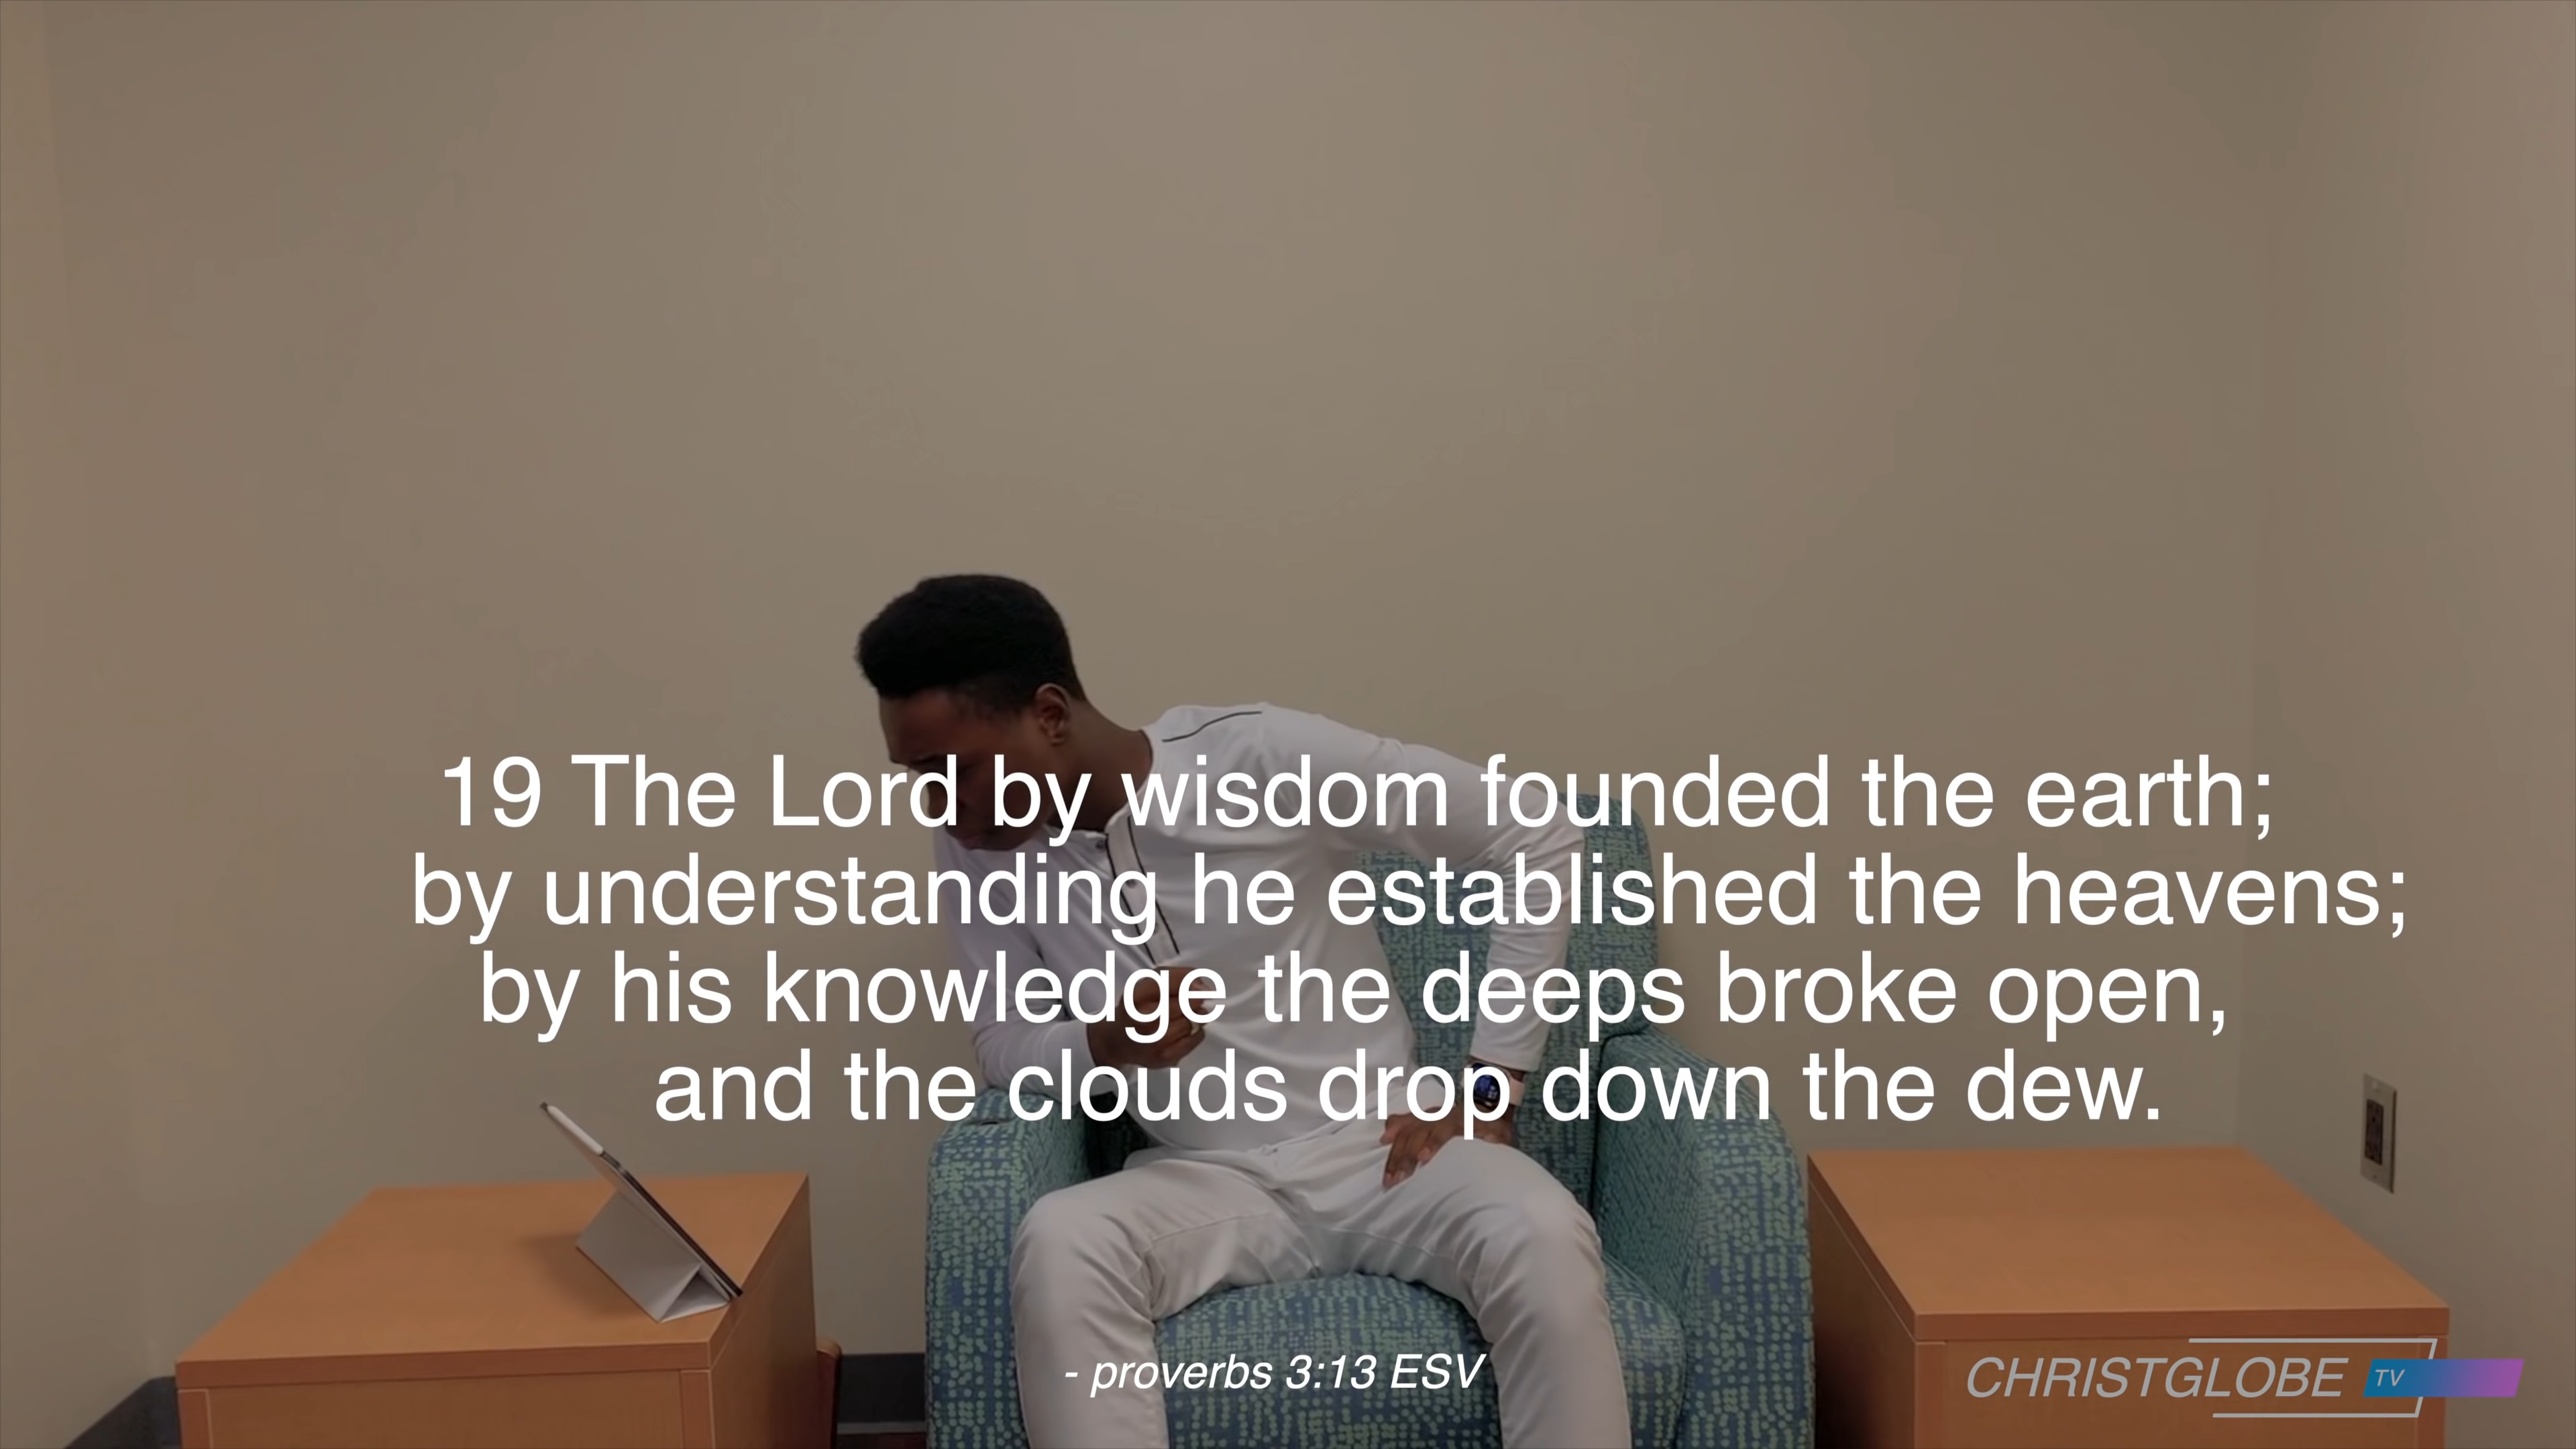 19 The Lord by wisdom founded the earth;
by understanding he established the heavens;
by his knowledge the deeps broke open,
and the clouds drop down the dew.
- proverbs 3:13 ESV
CHRISTGLOBE TV